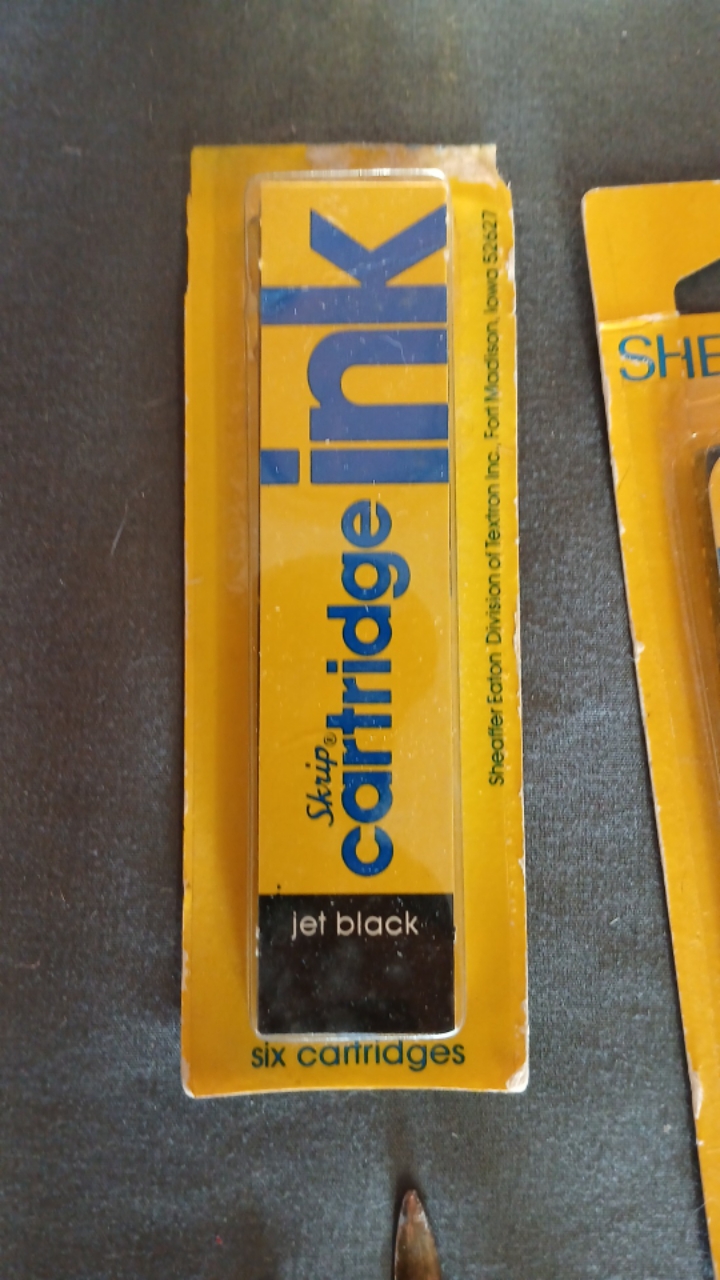 Skrip®
cartridge ink
jet black
six cartridges
Sheaffer Eaton Division of Textron Inc., Fort Madison, Iowa 52627
SHE